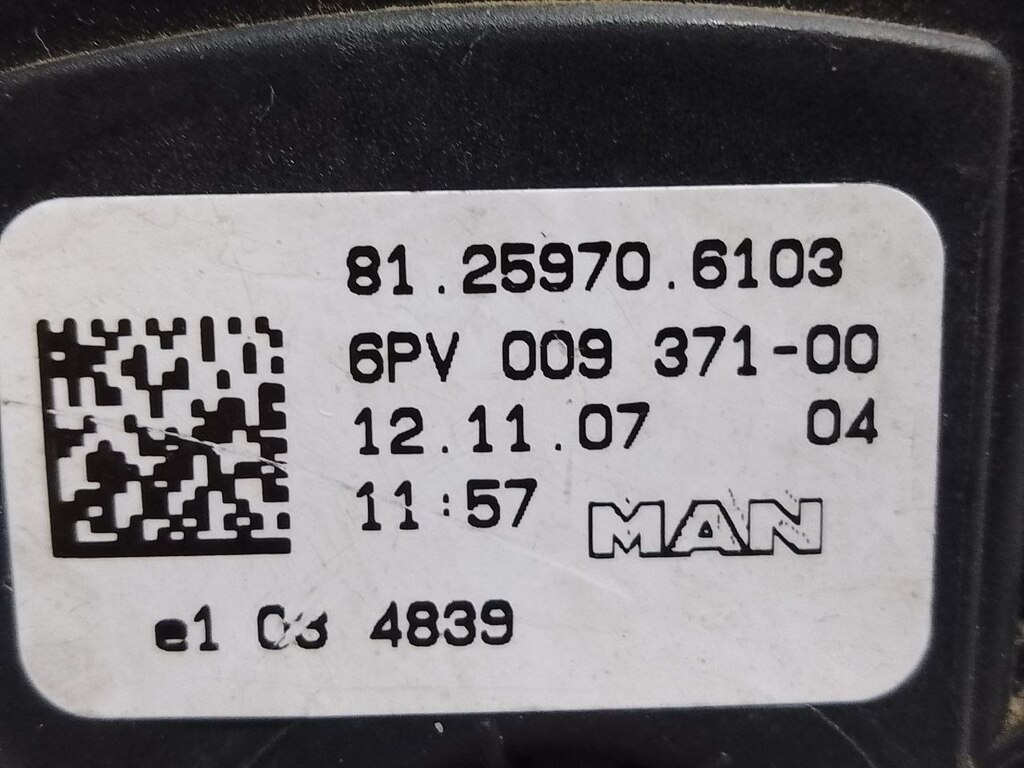 81.25970.6103
6PV 009 371-00
12.11.07 04
11:57 MAN
e1 03 4839